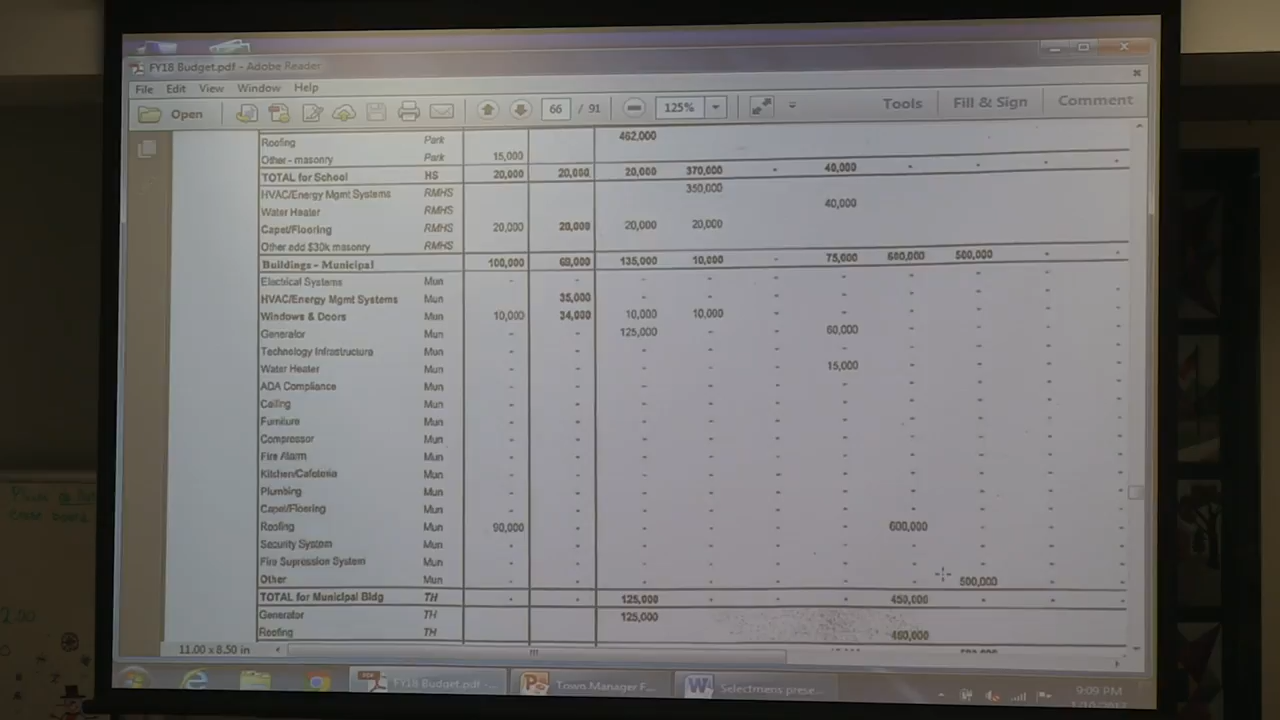 FY18 Budget.pdf - Adobe Reader
File Edit View Window Help
Open 66 / 91 125% Tools Fill & Sign Comment
Roofing Park 462,000
Other - masonry Park 15,000
TOTAL for School HS 20,000 20,000 20,000 370,000 - 40,000 - - - -
HVAC/Energy Mgmt Systems RMHS 350,000
Water Heater RMHS 40,000
Capet/Flooring RMHS 20,000 20,000 20,000 20,000
Other add $30k masonry RMHS
Buildings - Municipal 100,000 69,000 135,000 10,000 - 75,000 600,000 500,000 - -
Electrical Systems Mun - - - - - - - - - -
HVAC/Energy Mgmt Systems Mun - 35,000 - - - - - - - -
Windows & Doors Mun 10,000 34,000 10,000 10,000 - - - - - -
Generator Mun - - 125,000 - - 60,000 - - - -
Technology Infrastructure Mun - - - - - - - - - -
Water Heater Mun - - - - - 15,000 - - - -
ADA Compliance Mun - - - - - - - - - -
Ceiling Mun - - - - - - - - - -
Furniture Mun - - - - - - - - - -
Compressor Mun - - - - - - - - - -
Fire Alarm Mun - - - - - - - - - -
Kitchen/Cafeteria Mun - - - - - - - - - -
Plumbing Mun - - - - - - - - - -
Capet/Flooring Mun - - - - - - - - - -
Roofing Mun 90,000 - - - - - 600,000 - - -
Security System Mun - - - - - - - - - -
Fire Supression System Mun - - - - - - - - - -
Other Mun - - - - - - - 500,000 - -
TOTAL for Municipal Bldg TH - - 125,000 - - - 450,000 - - -
Generator TH 125,000
Roofing TH
11.00 x 8.50 in
FY18 Budget.pdf - ... Town Manager F... Selectmens prese...
9:09 PM